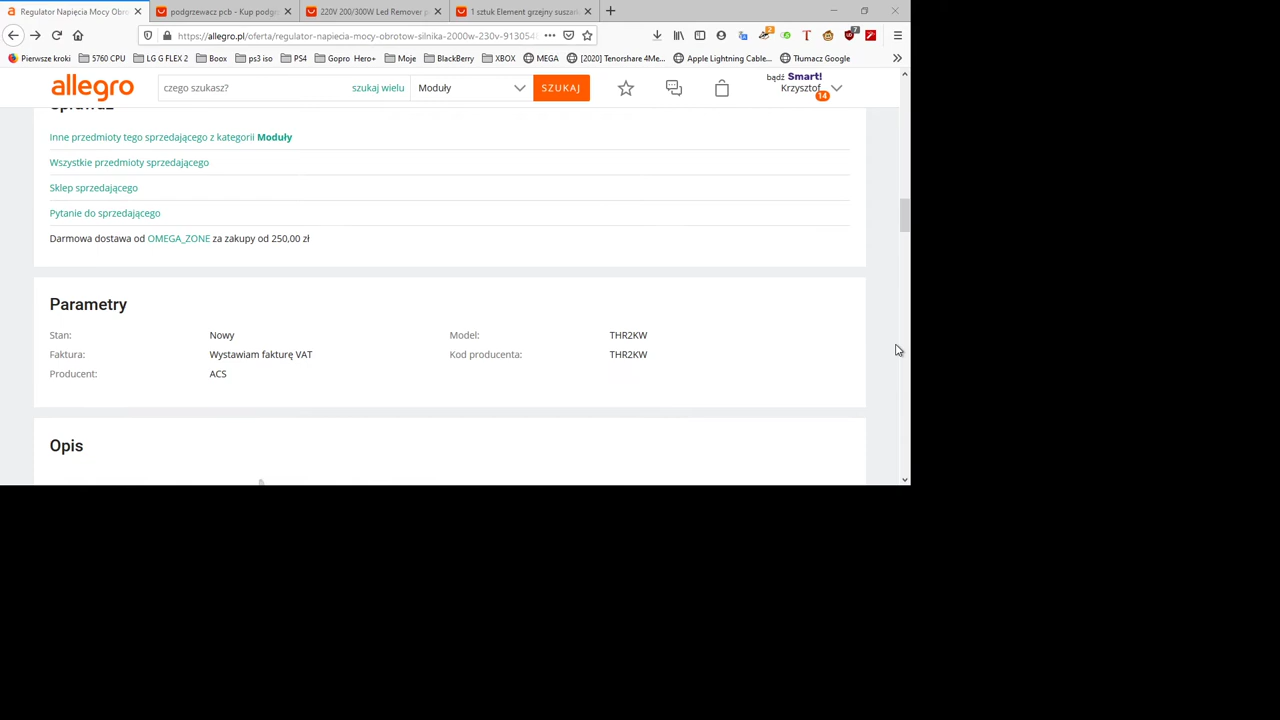 Regulator Napięcia Mocy Obro
podgrzewacz pcb - Kup podgr
220V 200/300W Led Remover p
1 sztuk Element grzejny suszark
https://allegro.pl/oferta/regulator-napiecia-mocy-obrotow-silnika-2000w-230v-913054
Pierwsze kroki
5760 CPU
LG G FLEX 2
Boox
ps3 iso
PS4
Gopro Hero+
Moje
BlackBerry
XBOX
MEGA
[2020] Tenorshare 4Me...
Apple Lightning Cable...
Tłumacz Google
allegro
czego szukasz?
szukaj wielu
Moduły
SZUKAJ
bądź Smart!
Krzysztof
14
Sprawdź
Inne przedmioty tego sprzedającego z kategorii Moduły
Wszystkie przedmioty sprzedającego
Sklep sprzedającego
Pytanie do sprzedającego
Darmowa dostawa od OMEGA_ZONE za zakupy od 250,00 zł
Parametry
Stan: Nowy
Model: THR2KW
Faktura: Wystawiam fakturę VAT
Kod producenta: THR2KW
Producent: ACS
Opis